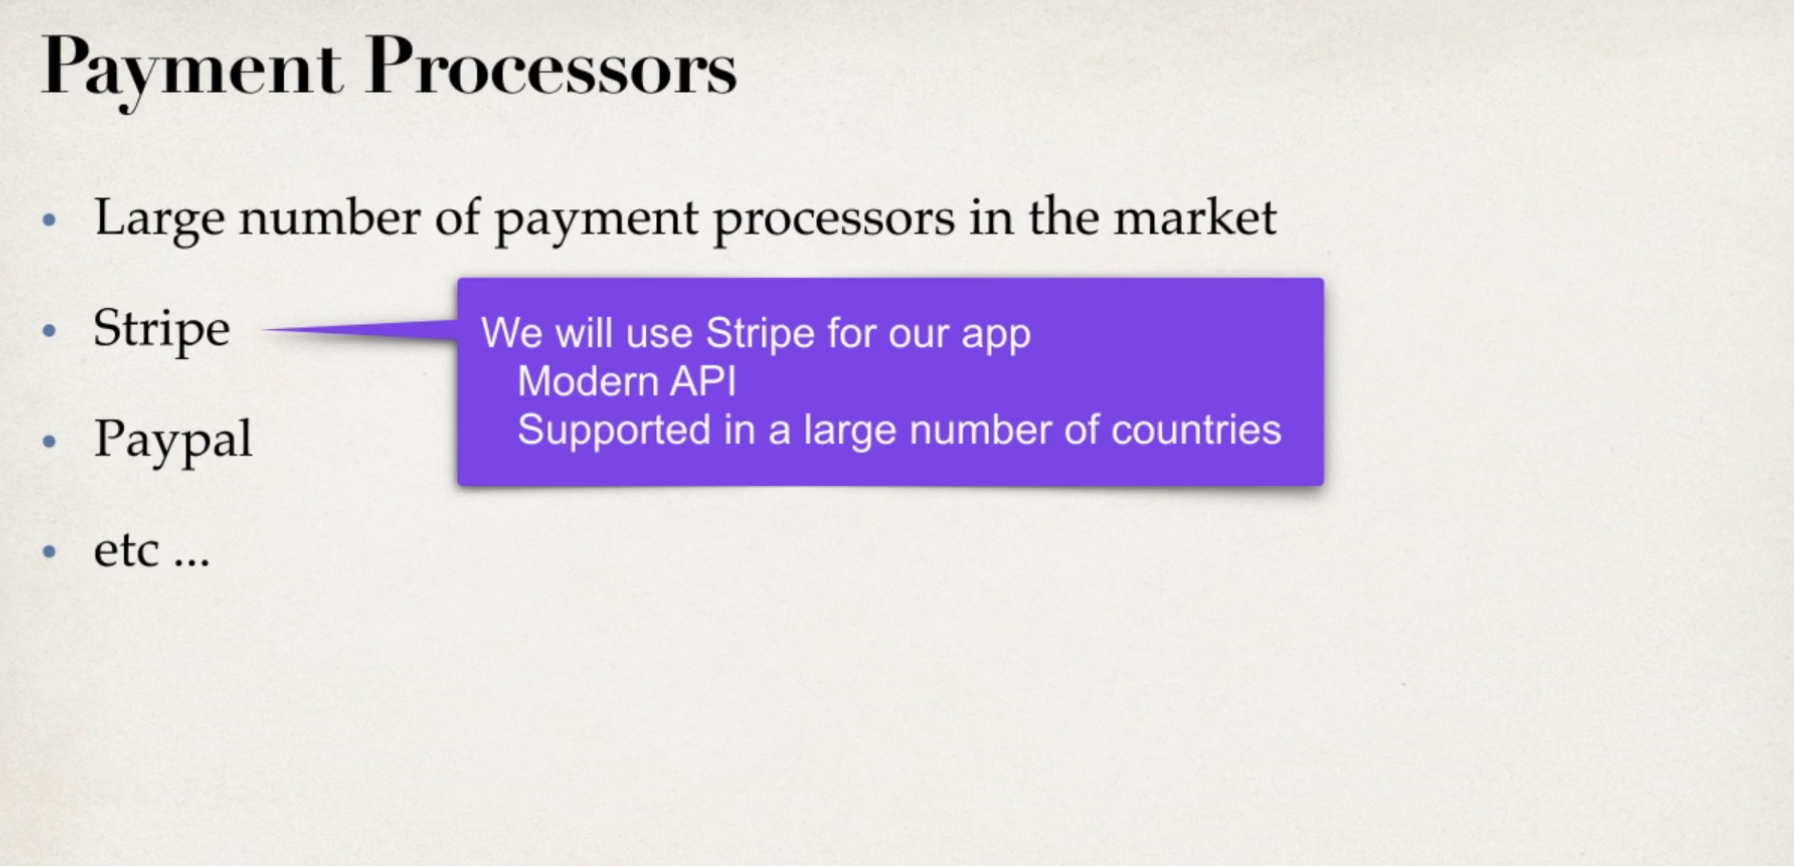 Payment Processors
• Large number of payment processors in the market
• Stripe
We will use Stripe for our app
Modern API
Supported in a large number of countries
• Paypal
• etc ...